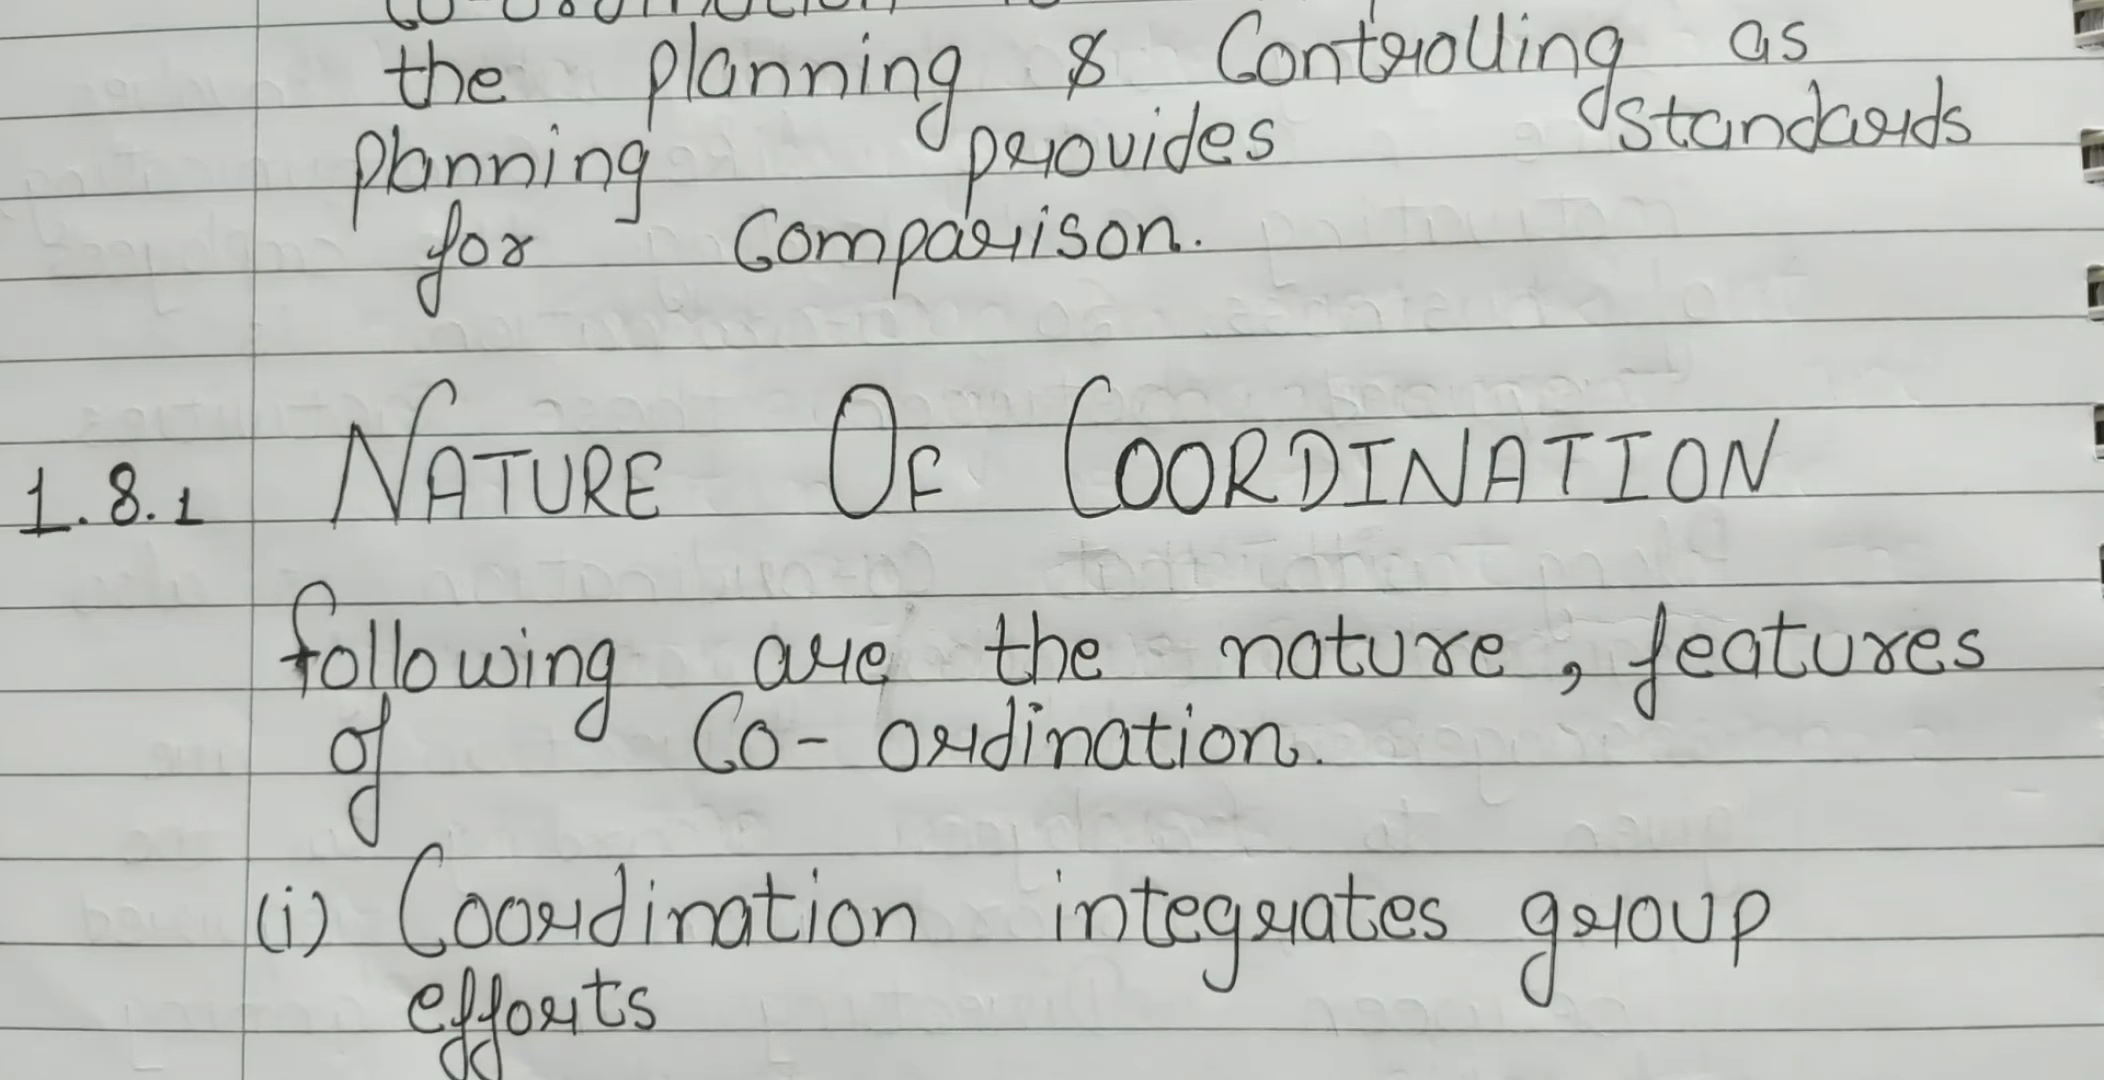 the planning & Controlling as
planning provides standards
for Comparison.
1.8.1 NATURE OF COORDINATION
following are the nature, features
of Co-ordination.
(i) Coordination integrates group
efforts